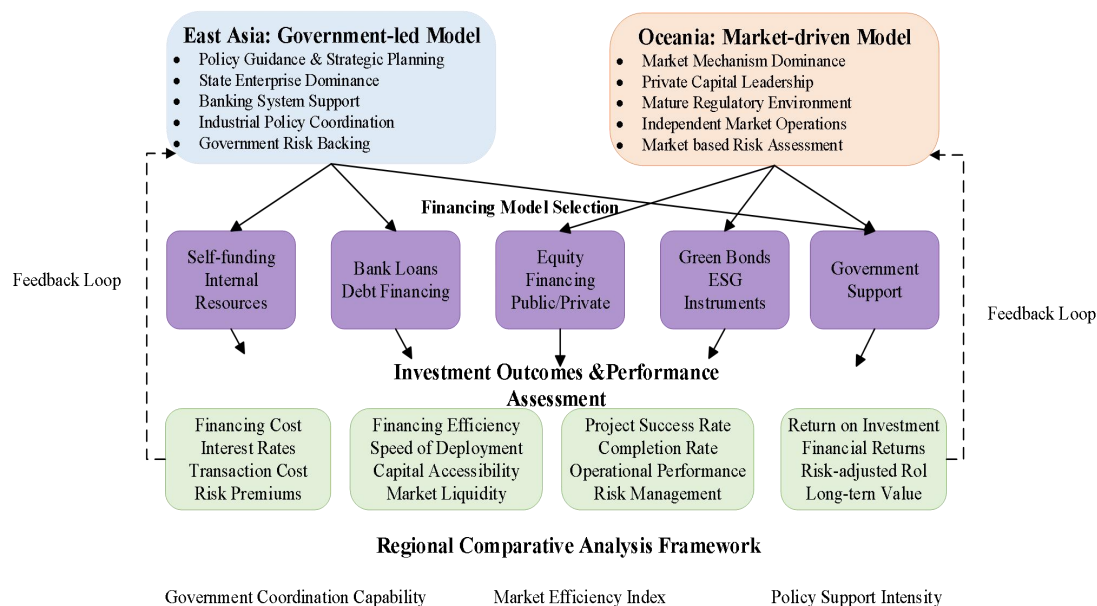 East Asia: Government-led Model
• Policy Guidance & Strategic Planning
• State Enterprise Dominance
• Banking System Support
• Industrial Policy Coordination
• Government Risk Backing
Oceania: Market-driven Model
• Market Mechanism Dominance
• Private Capital Leadership
• Mature Regulatory Environment
• Independent Market Operations
• Market based Risk Assessment
Financing Model Selection
Feedback Loop
Self-funding
Internal
Resources
Bank Loans
Debt Financing
Equity
Financing
Public/Private
Green Bonds
ESG
Instruments
Government
Support
Feedback Loop
Investment Outcomes &Performance
Assessment
Financing Cost
Interest Rates
Transaction Cost
Risk Premiums
Financing Efficiency
Speed of Deployment
Capital Accessibility
Market Liquidity
Project Success Rate
Completion Rate
Operational Performance
Risk Management
Return on Investment
Financial Returns
Risk-adjusted RoI
Long-tern Value
Regional Comparative Analysis Framework
Government Coordination Capability
Market Efficiency Index
Policy Support Intensity